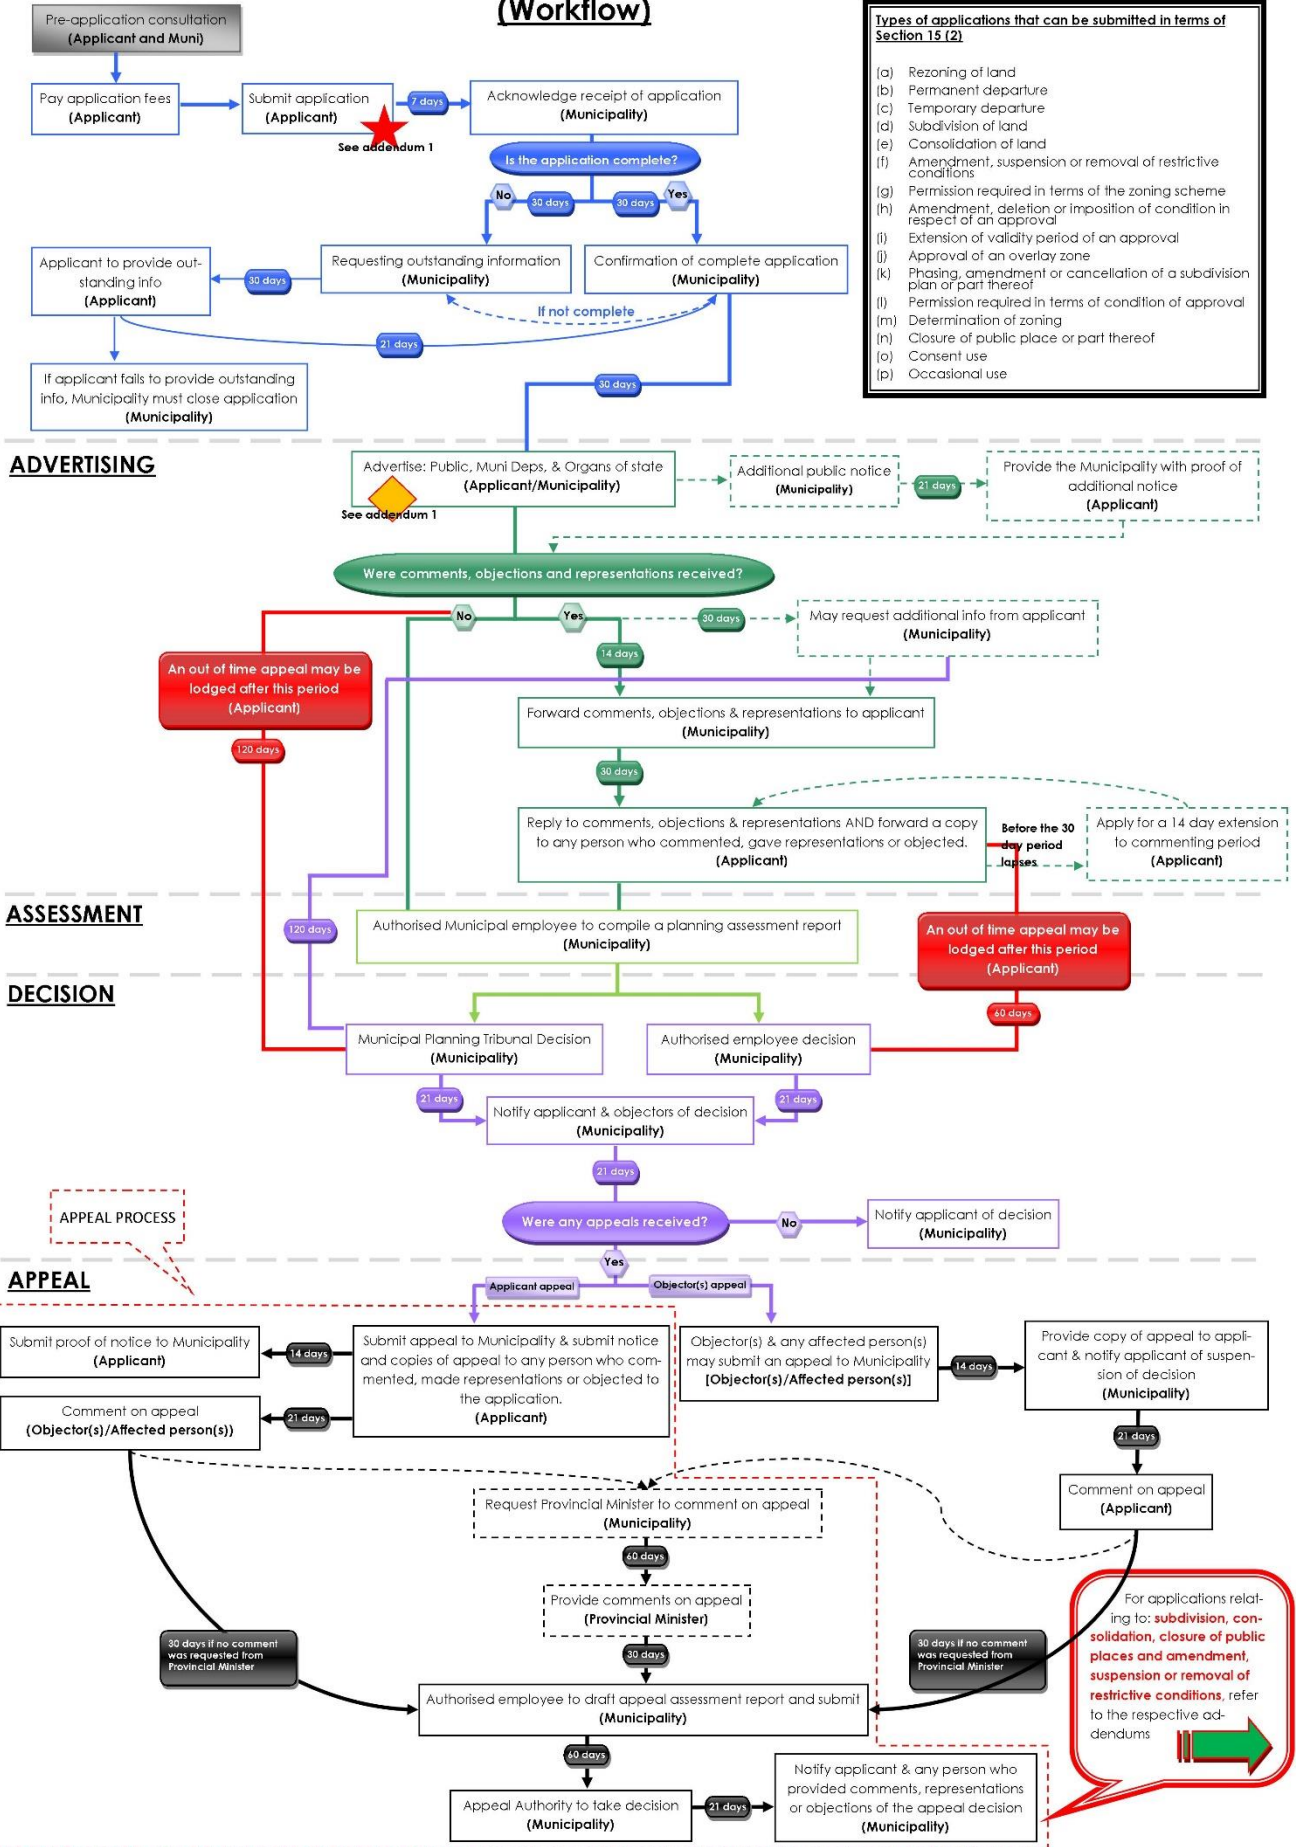 (Workflow)
Pre-application consultation
(Applicant and Muni)
Pay application fees
(Applicant)
Submit application
(Applicant)
See addendum 1
7 days
Acknowledge receipt of application
(Municipality)
Is the application complete?
No
30 days
30 days
Yes
Applicant to provide out-
standing info
(Applicant)
30 days
Requesting outstanding information
(Municipality)
Confirmation of complete application
(Municipality)
If not complete
21 days
If applicant fails to provide outstanding
info, Municipality must close application
(Municipality)
30 days
Types of applications that can be submitted in terms of
Section 15 (2)
(a) Rezoning of land
(b) Permanent departure
(c) Temporary departure
(d) Subdivision of land
(e) Consolidation of land
(f) Amendment, suspension or removal of restrictive
conditions
(g) Permission required in terms of the zoning scheme
(h) Amendment, deletion or imposition of condition in
respect of an approval
(i) Extension of validity period of an approval
(j) Approval of an overlay zone
(k) Phasing, amendment or cancellation of a subdivision
plan or part thereof
(l) Permission required in terms of condition of approval
(m) Determination of zoning
(n) Closure of public place or part thereof
(o) Consent use
(p) Occasional use
ADVERTISING
Advertise: Public, Muni Deps, & Organs of state
(Applicant/Municipality)
See addendum 1
Additional public notice
(Municipality)
21 days
Provide the Municipality with proof of
additional notice
(Applicant)
Were comments, objections and representations received?
No
Yes
30 days
May request additional info from applicant
(Municipality)
14 days
An out of time appeal may be
lodged after this period
(Applicant)
120 days
Forward comments, objections & representations to applicant
(Municipality)
30 days
Reply to comments, objections & representations AND forward a copy
to any person who commented, gave representations or objected.
(Applicant)
Before the 30
day period
lapses
Apply for a 14 day extension
to commenting period
(Applicant)
ASSESSMENT
120 days
Authorised Municipal employee to compile a planning assessment report
(Municipality)
An out of time appeal may be
lodged after this period
(Applicant)
60 days
DECISION
Municipal Planning Tribunal Decision
(Municipality)
Authorised employee decision
(Municipality)
21 days
21 days
Notify applicant & objectors of decision
(Municipality)
21 days
Were any appeals received?
No
Notify applicant of decision
(Municipality)
Yes
APPEAL PROCESS
APPEAL
Applicant appeal
Objector(s) appeal
Submit proof of notice to Municipality
(Applicant)
14 days
Submit appeal to Municipality & submit notice
and copies of appeal to any person who com-
mented, made representations or objected to
the application.
(Applicant)
Comment on appeal
(Objector(s)/Affected person(s))
21 days
Objector(s) & any affected person(s)
may submit an appeal to Municipality
[Objector(s)/Affected person(s)]
14 days
Provide copy of appeal to appli-
cant & notify applicant of suspen-
sion of decision
(Municipality)
21 days
Comment on appeal
(Applicant)
Request Provincial Minister to comment on appeal
(Municipality)
60 days
Provide comments on appeal
(Provincial Minister)
30 days
30 days if no comment
was requested from
Provincial Minister
30 days if no comment
was requested from
Provincial Minister
Authorised employee to draft appeal assessment report and submit
(Municipality)
60 days
Appeal Authority to take decision
(Municipality)
21 days
Notify applicant & any person who
provided comments, representations
or objections of the appeal decision
(Municipality)
For applications relat-
ing to: subdivision, con-
solidation, closure of public
places and amendment,
suspension or removal of
restrictive conditions, refer
to the respective ad-
dendums